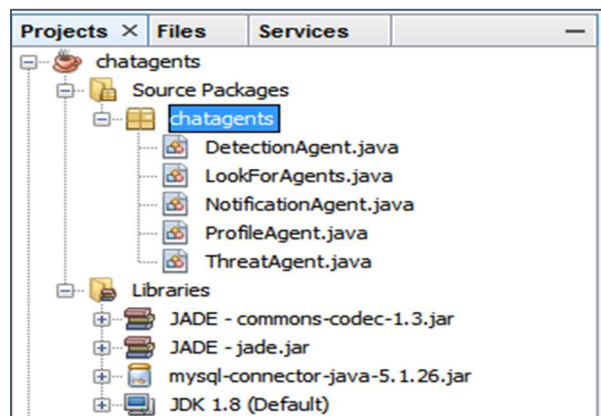 Projects × Files Services
chatagents
Source Packages
chatagents
DetectionAgent.java
LookForAgents.java
NotificationAgent.java
ProfileAgent.java
ThreatAgent.java
Libraries
JADE - commons-codec-1.3.jar
JADE - jade.jar
mysql-connector-java-5.1.26.jar
JDK 1.8 (Default)